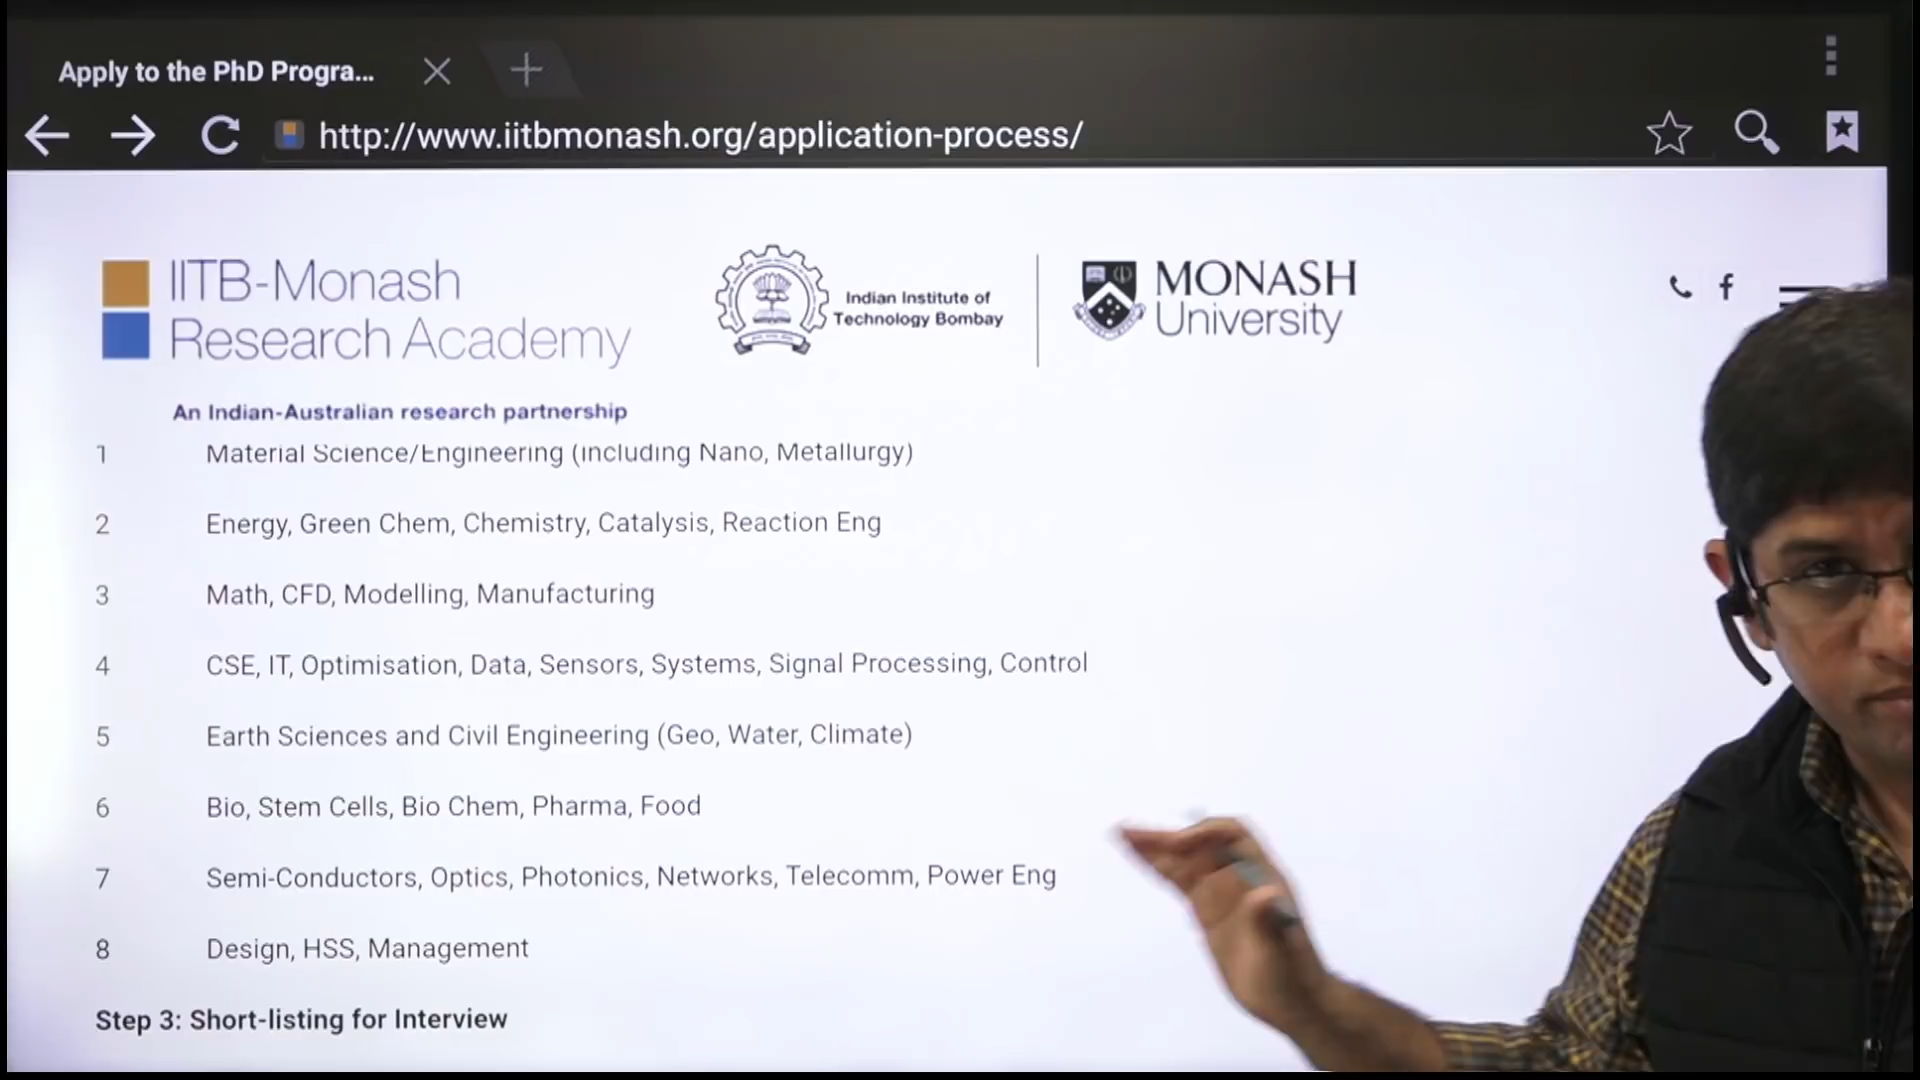 Apply to the PhD Progra...
http://www.iitbmonash.org/application-process/
IITB-Monash
Research Academy
An Indian-Australian research partnership
Indian Institute of
Technology Bombay
MONASH
University
1 Material Science/Engineering (including Nano, Metallurgy)
2 Energy, Green Chem, Chemistry, Catalysis, Reaction Eng
3 Math, CFD, Modelling, Manufacturing
4 CSE, IT, Optimisation, Data, Sensors, Systems, Signal Processing, Control
5 Earth Sciences and Civil Engineering (Geo, Water, Climate)
6 Bio, Stem Cells, Bio Chem, Pharma, Food
7 Semi-Conductors, Optics, Photonics, Networks, Telecomm, Power Eng
8 Design, HSS, Management
Step 3: Short-listing for Interview